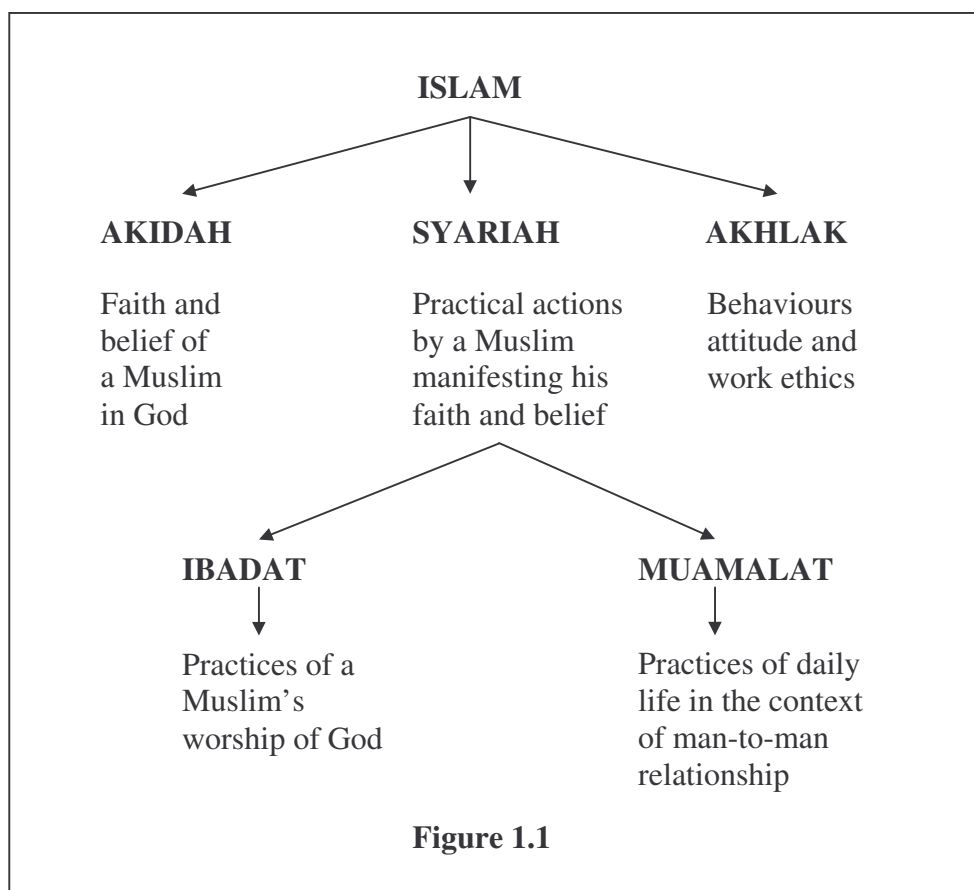 ISLAM
AKIDAH
Faith and
belief of
a Muslim
in God
SYARIAH
Practical actions
by a Muslim
manifesting his
faith and belief
AKHLAK
Behaviours
attitude and
work ethics
IBADAT
Practices of a
Muslim's
worship of God
MUAMALAT
Practices of daily
life in the context
of man-to-man
relationship
Figure 1.1